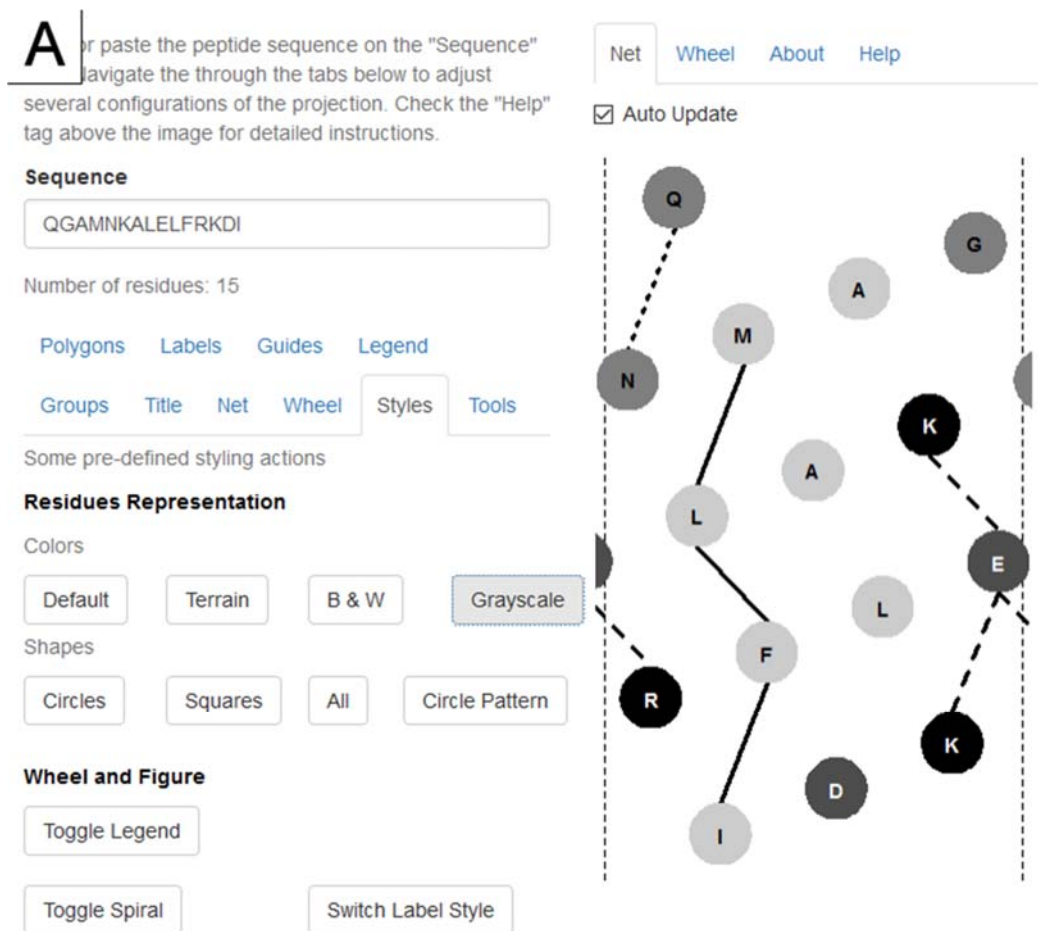 A
or paste the peptide sequence on the "Sequence"
Navigate the through the tabs below to adjust
several configurations of the projection. Check the "Help"
tag above the image for detailed instructions.
Sequence
QGAMNKALELFRKDI
Number of residues: 15
Polygons Labels Guides Legend
Groups Title Net Wheel Styles Tools
Some pre-defined styling actions
Residues Representation
Colors
Default Terrain B & W Grayscale
Shapes
Circles Squares All Circle Pattern
Wheel and Figure
Toggle Legend
Toggle Spiral Switch Label Style
Net Wheel About Help
Auto Update
Q
G
A
M
N
K
A
L
E
L
F
R
K
D
I